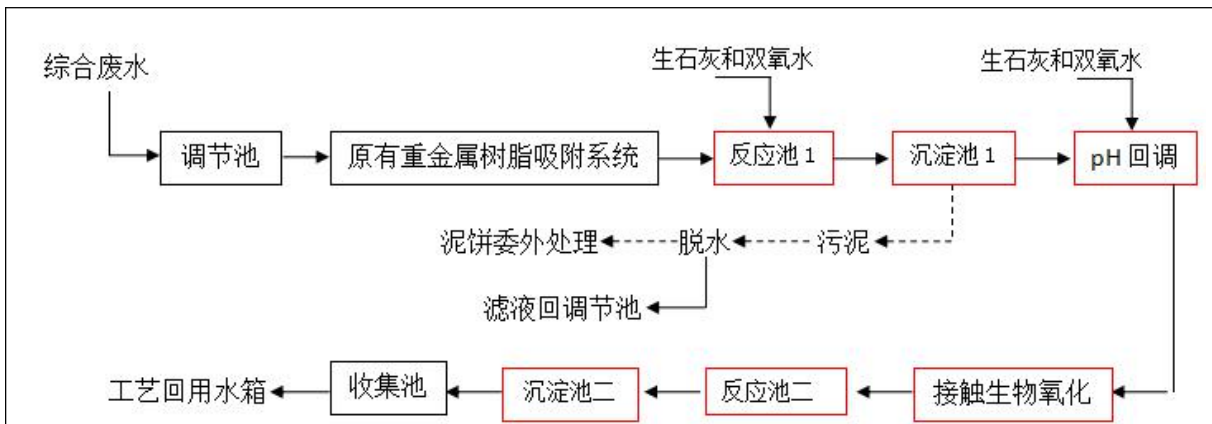 综合废水
生石灰和双氧水
生石灰和双氧水
调节池
原有重金属树脂吸附系统
反应池1
沉淀池1
pH 回调
泥饼委外处理
脱水
污泥
滤液回调节池
工艺回用水箱
收集池
沉淀池二
反应池二
接触生物氧化